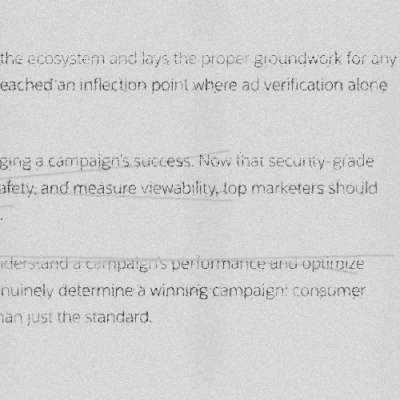 the ecosystem and lays the proper groundwork for any
eached an inflection point where ad verification alone
ging a campaign's success. Now that security-grade
afety, and measure viewability, top marketers should
.
nderstand a campaign's performance and optimize
nuinely determine a winning campaign: consumer
han just the standard.